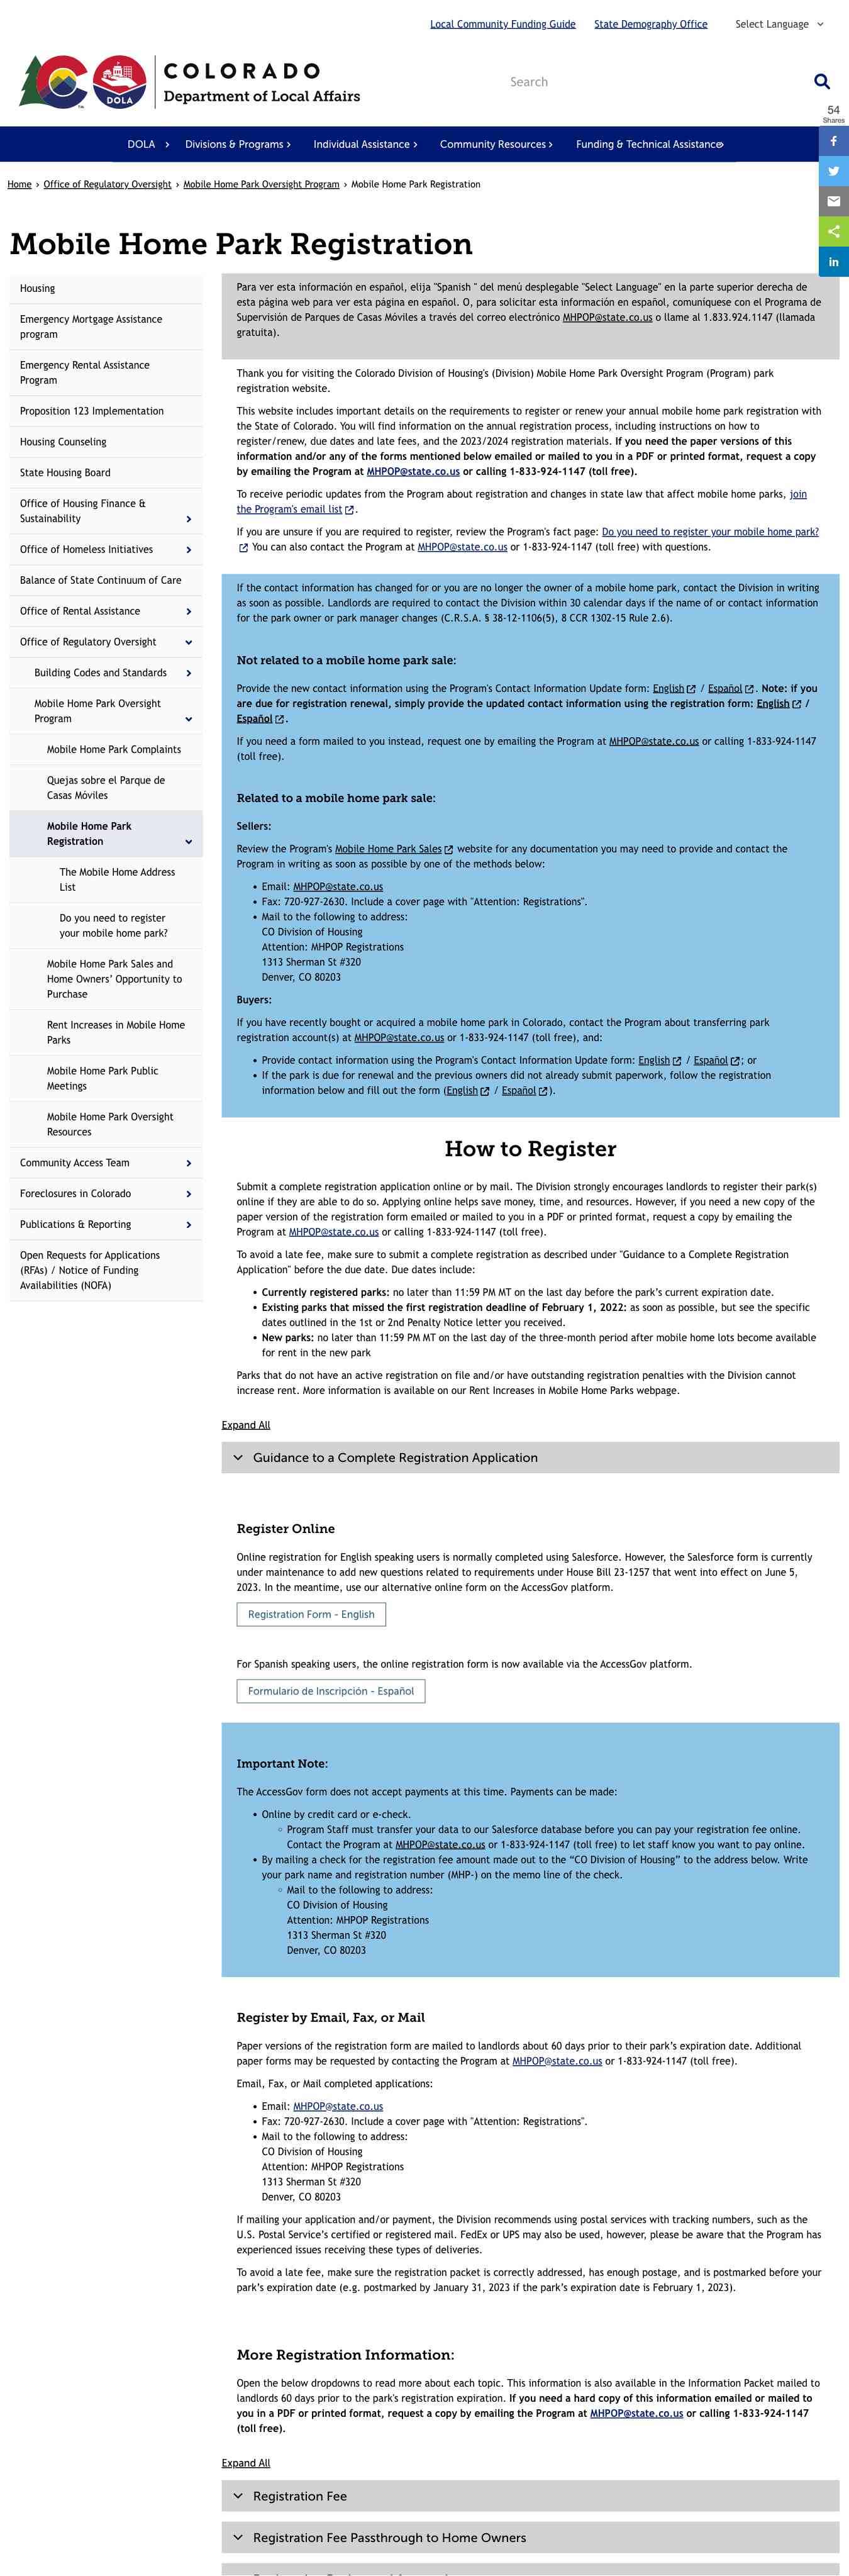 Local Community Funding Guide
State Demography Office
Select Language
COLORADO
Department of Local Affairs
DOLA
Search
54
Shares
DOLA
Divisions & Programs
Individual Assistance
Community Resources
Funding & Technical Assistance
Home › Office of Regulatory Oversight › Mobile Home Park Oversight Program › Mobile Home Park Registration
Mobile Home Park Registration
Housing
Emergency Mortgage Assistance
program
Emergency Rental Assistance
Program
Proposition 123 Implementation
Housing Counseling
State Housing Board
Office of Housing Finance &
Sustainability
Office of Homeless Initiatives
Balance of State Continuum of Care
Office of Rental Assistance
Office of Regulatory Oversight
Building Codes and Standards
Mobile Home Park Oversight
Program
Mobile Home Park Complaints
Quejas sobre el Parque de
Casas Móviles
Mobile Home Park
Registration
The Mobile Home Address
List
Do you need to register
your mobile home park?
Mobile Home Park Sales and
Home Owners’ Opportunity to
Purchase
Rent Increases in Mobile Home
Parks
Mobile Home Park Public
Meetings
Mobile Home Park Oversight
Resources
Community Access Team
Foreclosures in Colorado
Publications & Reporting
Open Requests for Applications
(RFAs) / Notice of Funding
Availabilities (NOFA)
Para ver esta información en español, elija "Spanish " del menú desplegable "Select Language" en la parte superior derecha de
esta página web para ver esta página en español. O, para solicitar esta información en español, comuníquese con el Programa de
Supervisión de Parques de Casas Móviles a través del correo electrónico MHPOP@state.co.us o llame al 1.833.924.1147 (llamada
gratuita).
Thank you for visiting the Colorado Division of Housing's (Division) Mobile Home Park Oversight Program (Program) park
registration website.
This website includes important details on the requirements to register or renew your annual mobile home park registration with
the State of Colorado. You will find information on the annual registration process, including instructions on how to
register/renew, due dates and late fees, and the 2023/2024 registration materials. If you need the paper versions of this
information and/or any of the forms mentioned below emailed or mailed to you in a PDF or printed format, request a copy
by emailing the Program at MHPOP@state.co.us or calling 1-833-924-1147 (toll free).
To receive periodic updates from the Program about registration and changes in state law that affect mobile home parks, join
the Program's email list.
If you are unsure if you are required to register, review the Program's fact page: Do you need to register your mobile home park?
You can also contact the Program at MHPOP@state.co.us or 1-833-924-1147 (toll free) with questions.
If the contact information has changed for or you are no longer the owner of a mobile home park, contact the Division in writing
as soon as possible. Landlords are required to contact the Division within 30 calendar days if the name of or contact information
for the park owner or park manager changes (C.R.S.A. § 38-12-1106(5), 8 CCR 1302-15 Rule 2.6).
Not related to a mobile home park sale:
Provide the new contact information using the Program's Contact Information Update form: English / Español. Note: if you
are due for registration renewal, simply provide the updated contact information using the registration form: English /
Español.
If you need a form mailed to you instead, request one by emailing the Program at MHPOP@state.co.us or calling 1-833-924-1147
(toll free).
Related to a mobile home park sale:
Sellers:
Review the Program's Mobile Home Park Sales website for any documentation you may need to provide and contact the
Program in writing as soon as possible by one of the methods below:
• Email: MHPOP@state.co.us
• Fax: 720-927-2630. Include a cover page with "Attention: Registrations".
• Mail to the following to address:
CO Division of Housing
Attention: MHPOP Registrations
1313 Sherman St #320
Denver, CO 80203
Buyers:
If you have recently bought or acquired a mobile home park in Colorado, contact the Program about transferring park
registration account(s) at MHPOP@state.co.us or 1-833-924-1147 (toll free), and:
• Provide contact information using the Program's Contact Information Update form: English / Español; or
• If the park is due for renewal and the previous owners did not already submit paperwork, follow the registration
information below and fill out the form (English / Español).
How to Register
Submit a complete registration application online or by mail. The Division strongly encourages landlords to register their park(s)
online if they are able to do so. Applying online helps save money, time, and resources. However, if you need a new copy of the
paper version of the registration form emailed or mailed to you in a PDF or printed format, request a copy by emailing the
Program at MHPOP@state.co.us or calling 1-833-924-1147 (toll free).
To avoid a late fee, make sure to submit a complete registration as described under "Guidance to a Complete Registration
Application" before the due date. Due dates include:
• Currently registered parks: no later than 11:59 PM MT on the last day before the park’s current expiration date.
• Existing parks that missed the first registration deadline of February 1, 2022: as soon as possible, but see the specific
dates outlined in the 1st or 2nd Penalty Notice letter you received.
• New parks: no later than 11:59 PM MT on the last day of the three-month period after mobile home lots become available
for rent in the new park
Parks that do not have an active registration on file and/or have outstanding registration penalties with the Division cannot
increase rent. More information is available on our Rent Increases in Mobile Home Parks webpage.
Expand All
Guidance to a Complete Registration Application
Register Online
Online registration for English speaking users is normally completed using Salesforce. However, the Salesforce form is currently
under maintenance to add new questions related to requirements under House Bill 23-1257 that went into effect on June 5,
2023. In the meantime, use our alternative online form on the AccessGov platform.
Registration Form - English
For Spanish speaking users, the online registration form is now available via the AccessGov platform.
Formulario de Inscripción - Español
Important Note:
The AccessGov form does not accept payments at this time. Payments can be made:
• Online by credit card or e-check.
◦ Program Staff must transfer your data to our Salesforce database before you can pay your registration fee online.
Contact the Program at MHPOP@state.co.us or 1-833-924-1147 (toll free) to let staff know you want to pay online.
• By mailing a check for the registration fee amount made out to the “CO Division of Housing” to the address below. Write
your park name and registration number (MHP-) on the memo line of the check.
◦ Mail to the following to address:
CO Division of Housing
Attention: MHPOP Registrations
1313 Sherman St #320
Denver, CO 80203
Register by Email, Fax, or Mail
Paper versions of the registration form are mailed to landlords about 60 days prior to their park’s expiration date. Additional
paper forms may be requested by contacting the Program at MHPOP@state.co.us or 1-833-924-1147 (toll free).
Email, Fax, or Mail completed applications:
• Email: MHPOP@state.co.us
• Fax: 720-927-2630. Include a cover page with "Attention: Registrations".
• Mail to the following to address:
CO Division of Housing
Attention: MHPOP Registrations
1313 Sherman St #320
Denver, CO 80203
If mailing your application and/or payment, the Division recommends using postal services with tracking numbers, such as the
U.S. Postal Service’s certified or registered mail. FedEx or UPS may also be used, however, please be aware that the Program has
experienced issues receiving these types of deliveries.
To avoid a late fee, make sure the registration packet is correctly addressed, has enough postage, and is postmarked before your
park’s expiration date (e.g. postmarked by January 31, 2023 if the park’s expiration date is February 1, 2023).
More Registration Information:
Open the below dropdowns to read more about each topic. This information is also available in the Information Packet mailed to
landlords 60 days prior to the park's registration expiration. If you need a hard copy of this information emailed or mailed to
you in a PDF or printed format, request a copy by emailing the Program at MHPOP@state.co.us or calling 1-833-924-1147
(toll free).
Expand All
Registration Fee
Registration Fee Passthrough to Home Owners